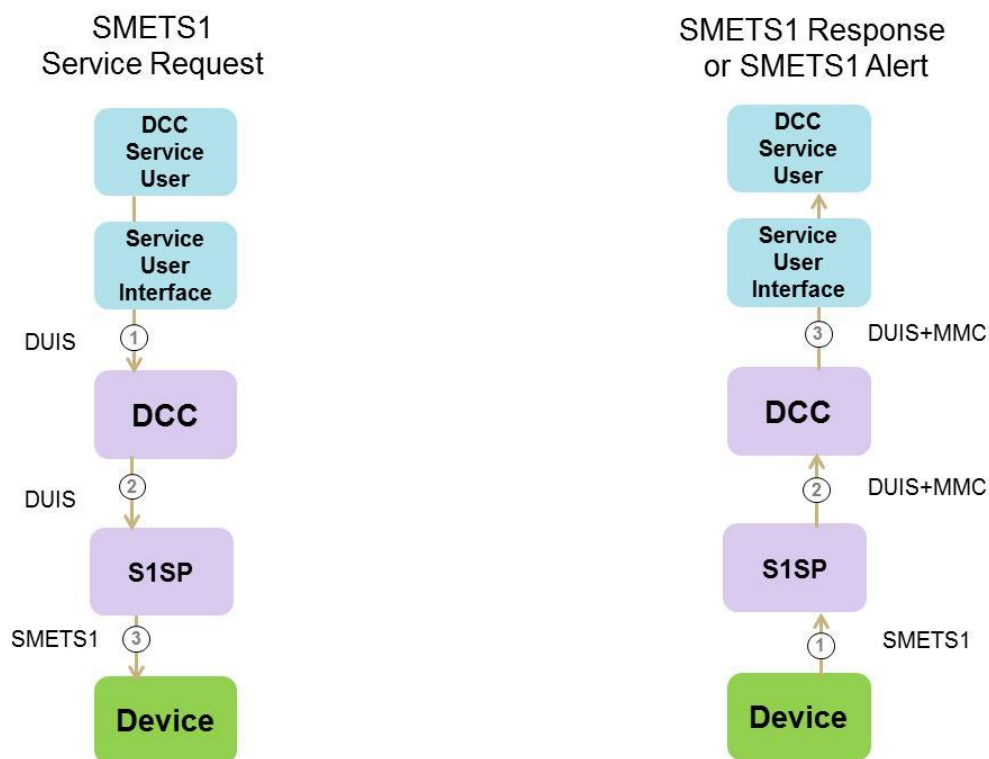 SMETS1
Service Request
DCC
Service
User
Service
User
Interface
1
DUIS
DCC
2
DUIS
S1SP
SMETS1
3
Device
SMETS1 Response
or SMETS1 Alert
DCC
Service
User
Service
User
Interface
3
DUIS+MMC
DCC
2
DUIS+MMC
S1SP
1
SMETS1
Device